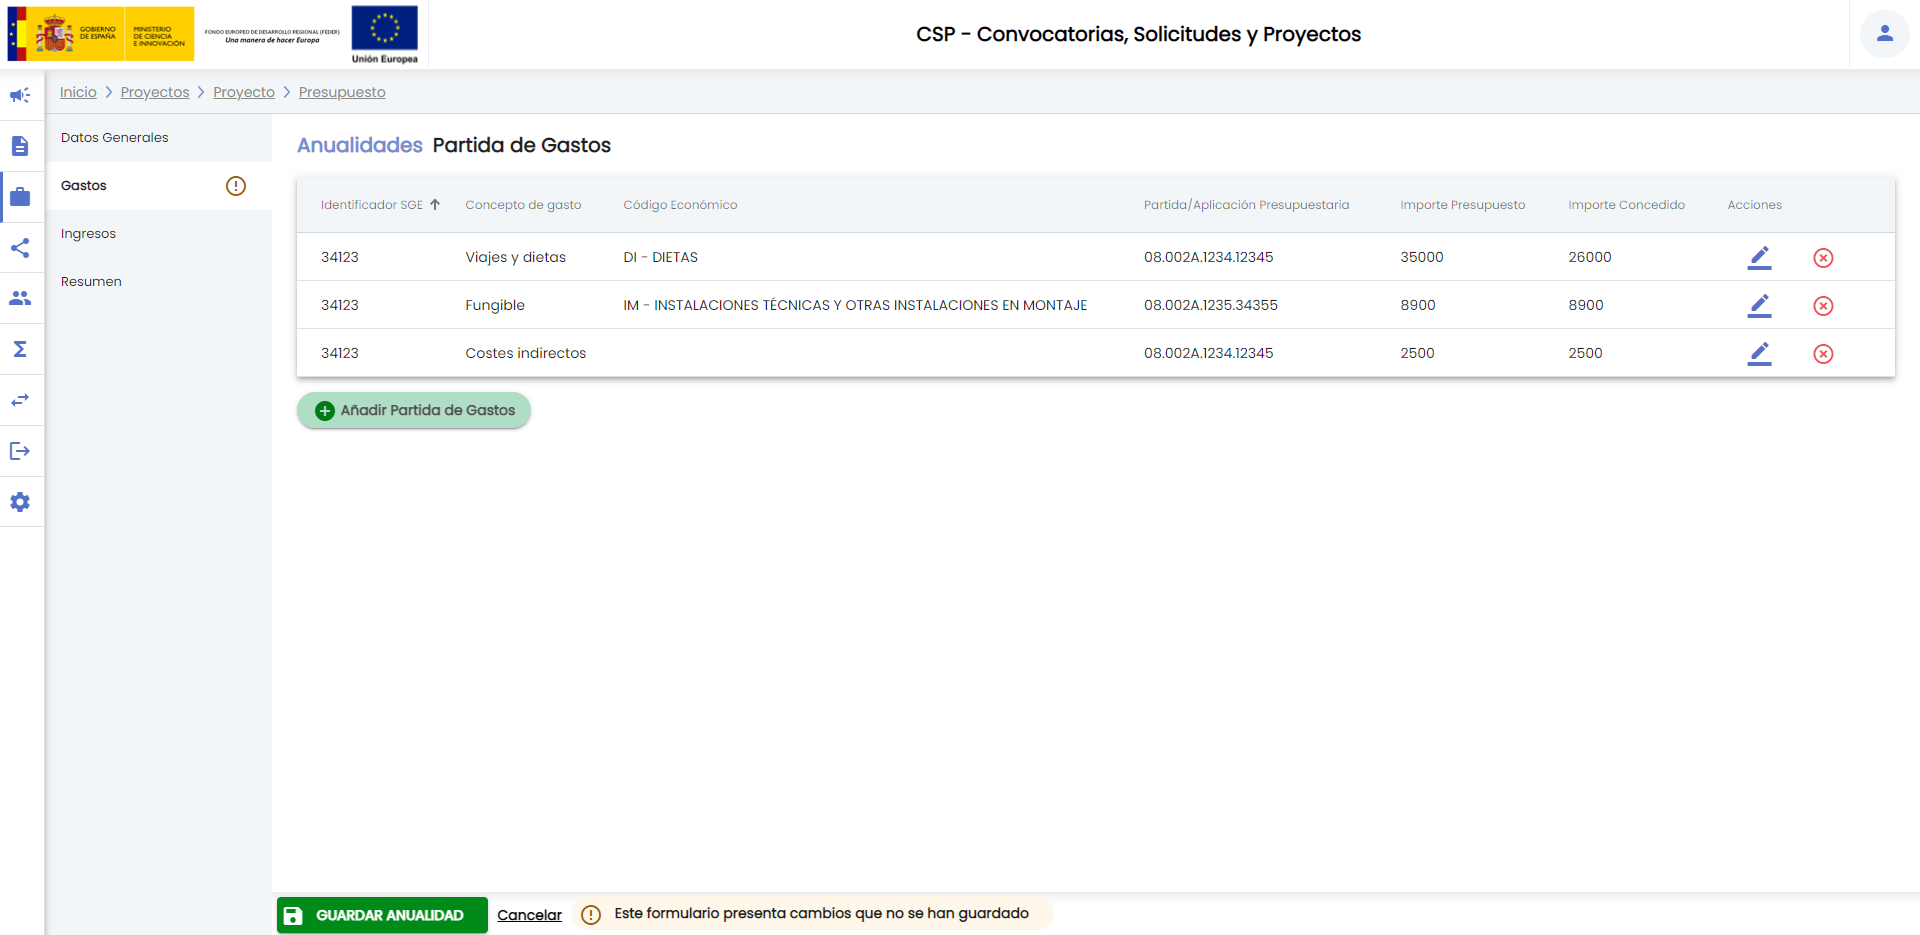 GOBIERNO
DE ESPAÑA
MINISTERIO
DE CIENCIA
E INNOVACIÓN
FONDO EUROPEO DE DESARROLLO REGIONAL (FEDER)
Una manera de hacer Europa
Unión Europea
CSP - Convocatorias, Solicitudes y Proyectos
Inicio > Proyectos > Proyecto > Presupuesto
Datos Generales
Gastos
Ingresos
Resumen
Anualidades Partida de Gastos
Identificador SGE Concepto de gasto Código Económico Partida/Aplicación Presupuestaria Importe Presupuesto Importe Concedido Acciones
34123 Viajes y dietas DI - DIETAS 08.002A.1234.12345 35000 26000
34123 Fungible IM - INSTALACIONES TÉCNICAS Y OTRAS INSTALACIONES EN MONTAJE 08.002A.1235.34355 8900 8900
34123 Costes indirectos 08.002A.1234.12345 2500 2500
Añadir Partida de Gastos
GUARDAR ANUALIDAD Cancelar Este formulario presenta cambios que no se han guardado